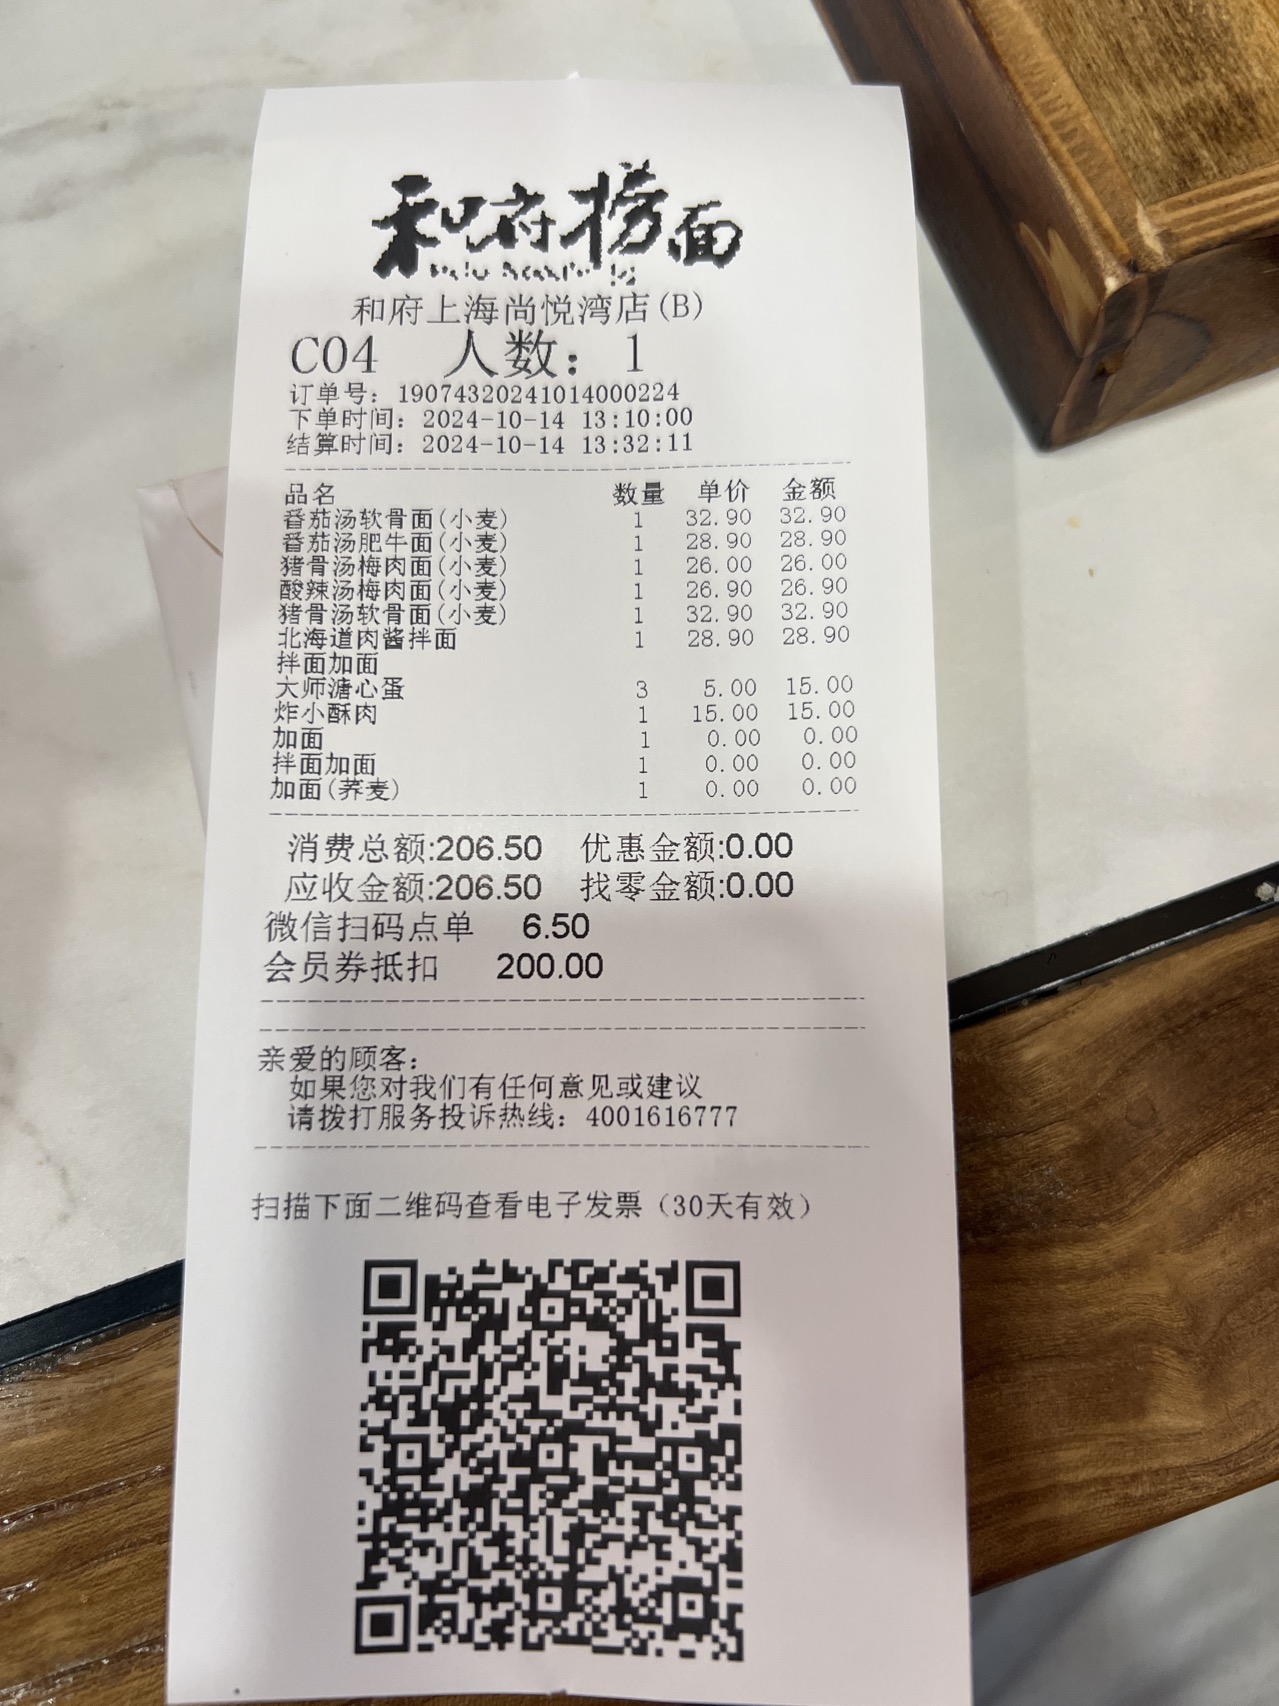 和府捞面
和府上海尚悦湾店(B)
C04 人数：1
订单号：19074320241014000224
下单时间：2024-10-14 13:10:00
结算时间：2024-10-14 13:32:11
品名 数量 单价 金额
番茄汤软骨面(小麦) 1 32.90 32.90
番茄汤肥牛面(小麦) 1 28.90 28.90
猪骨汤梅肉面(小麦) 1 26.00 26.00
酸辣汤梅肉面(小麦) 1 26.90 26.90
猪骨汤软骨面(小麦) 1 32.90 32.90
北海道肉酱拌面 1 28.90 28.90
拌面加面
大师溏心蛋 3 5.00 15.00
炸小酥肉 1 15.00 15.00
加面 1 0.00 0.00
拌面加面 1 0.00 0.00
加面(荞麦) 1 0.00 0.00
消费总额:206.50 优惠金额:0.00
应收金额:206.50 找零金额:0.00
微信扫码点单 6.50
会员券抵扣 200.00
亲爱的顾客：
如果您对我们有任何意见或建议
请拨打服务投诉热线：4001616777
扫描下面二维码查看电子发票（30天有效）